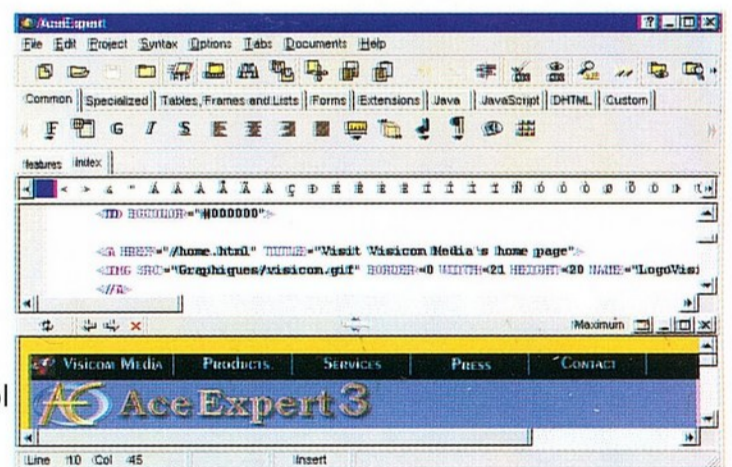 AceExpert
File Edit Project Syntax Options Tabs Documents Help
FTP
Common Specialized Tables, Frames and Lists Forms Extensions Java JavaScript DHTML Custom
F G I S
features index
< > & " Á Â À Å Ã Ä Ç Ð É Ê È Ë Í Î Ì Ï Ñ Ó Ô Ò Ø Õ Ö
<TD BGCOLOR="#000000">
<A HREF="/home.html" TITLE="Visit Visicom Media's home page">
<IMG SRC="Graphiques/visicom.gif" BORDER=0 WIDTH=21 HEIGHT=20 NAME="LogoVisi
</A>
Maximum
Visicom Media Products Services Press Contact
ol
Ace Expert 3
Line 10 Col 45 Insert